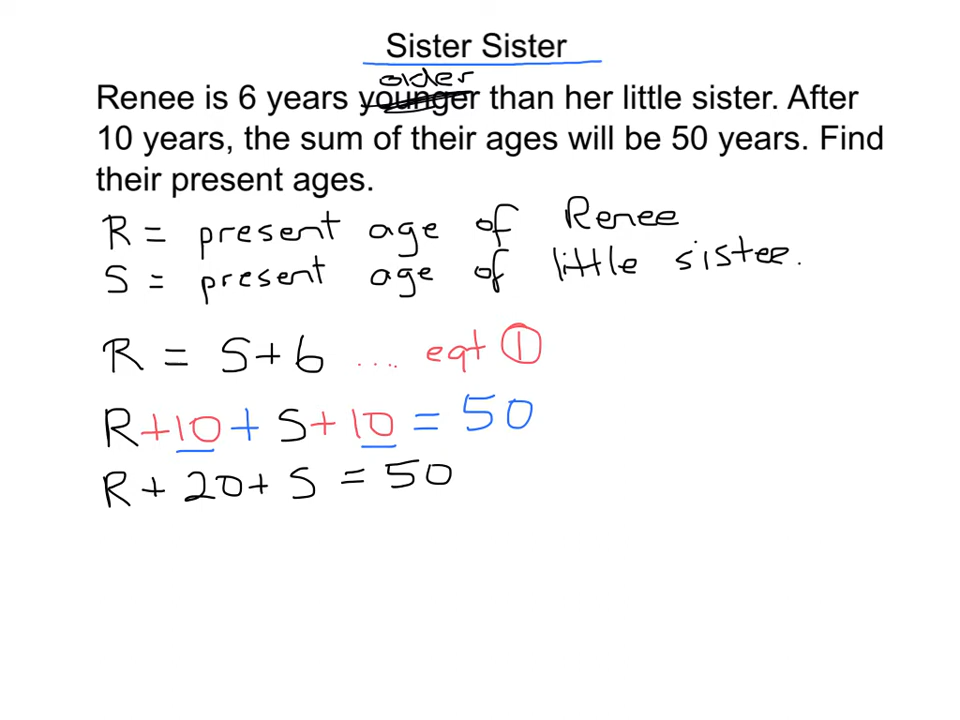 Sister Sister
older
Renee is 6 years younger than her little sister. After
10 years, the sum of their ages will be 50 years. Find
their present ages.
R = present age of Renee
S = present age of little sister.
R = S+6 .... eqt ①
R+10 + S+10 = 50
R + 20 + S = 50